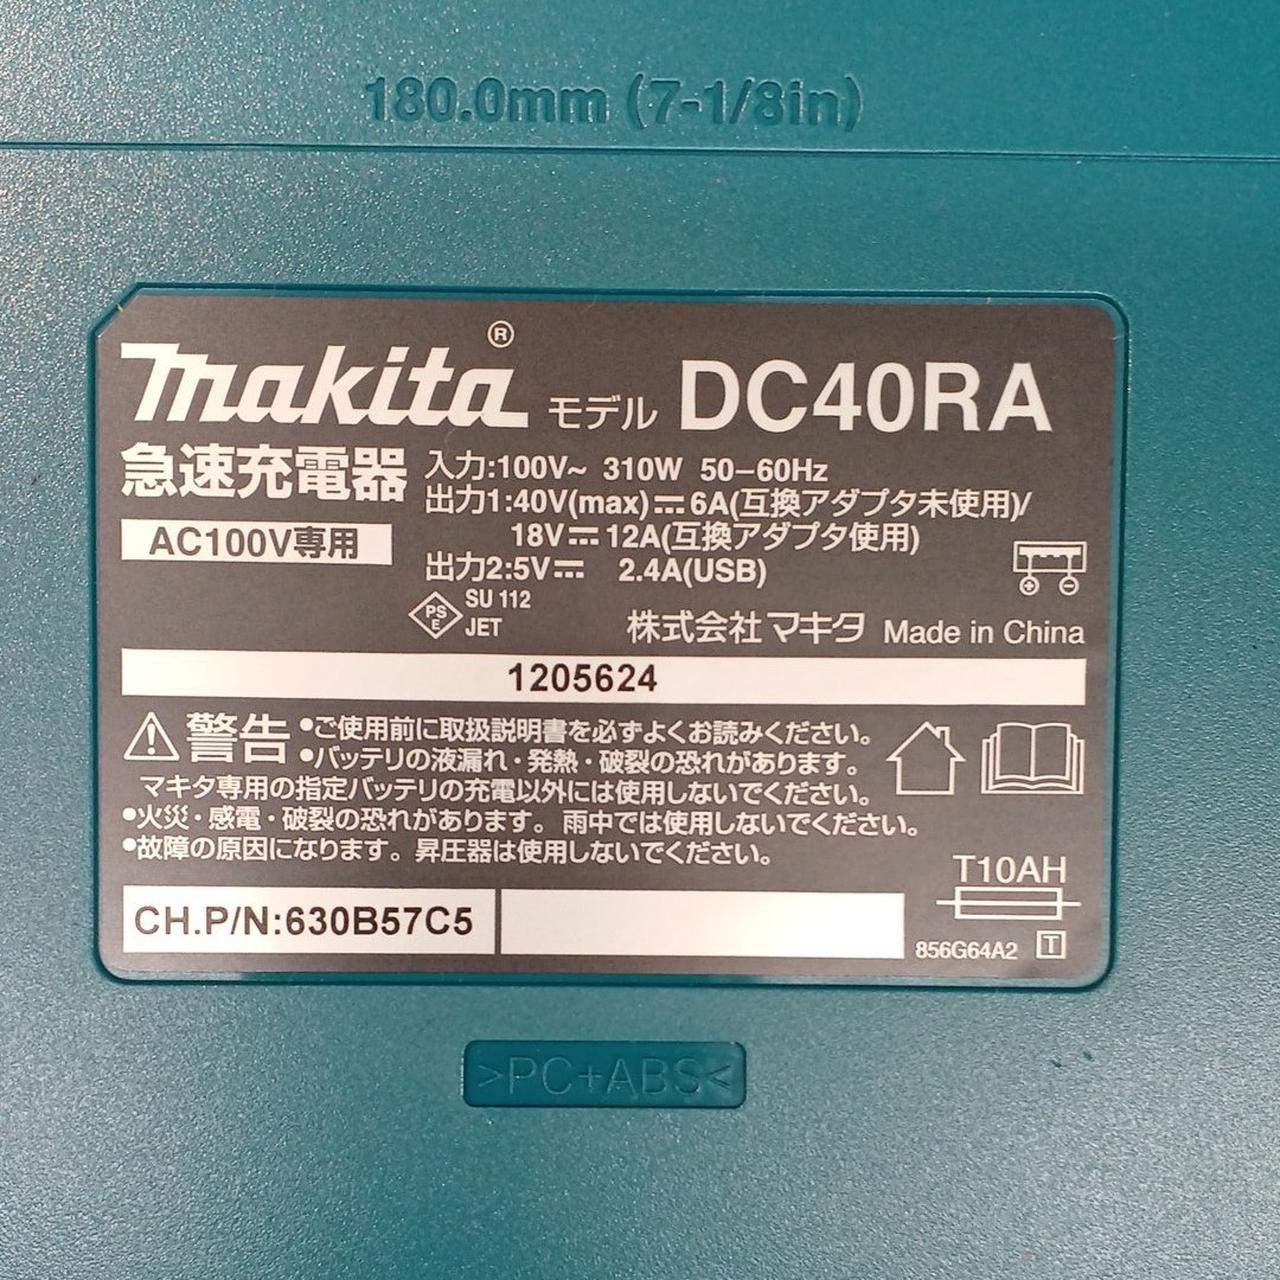 180.0mm (7-1/8in)
makita® モデル DC40RA
急速充電器
AC100V専用
入力:100V~ 310W 50-60Hz
出力1:40V(max)⎓6A(互換アダプタ未使用)/
18V⎓12A(互換アダプタ使用)
出力2:5V⎓ 2.4A(USB)
PSE
SU 112
JET
株式会社マキタ Made in China
1205624
⚠警告 •ご使用前に取扱説明書を必ずよくお読みください。
•バッテリの液漏れ・発熱・破裂の恐れがあります。
マキタ専用の指定バッテリの充電以外には使用しないでください。
•火災・感電・破裂の恐れがあります。雨中では使用しないでください。
•故障の原因になります。昇圧器は使用しないでください。
T10AH
CH.P/N:630B57C5
856G64A2 T
>PC+ABS<